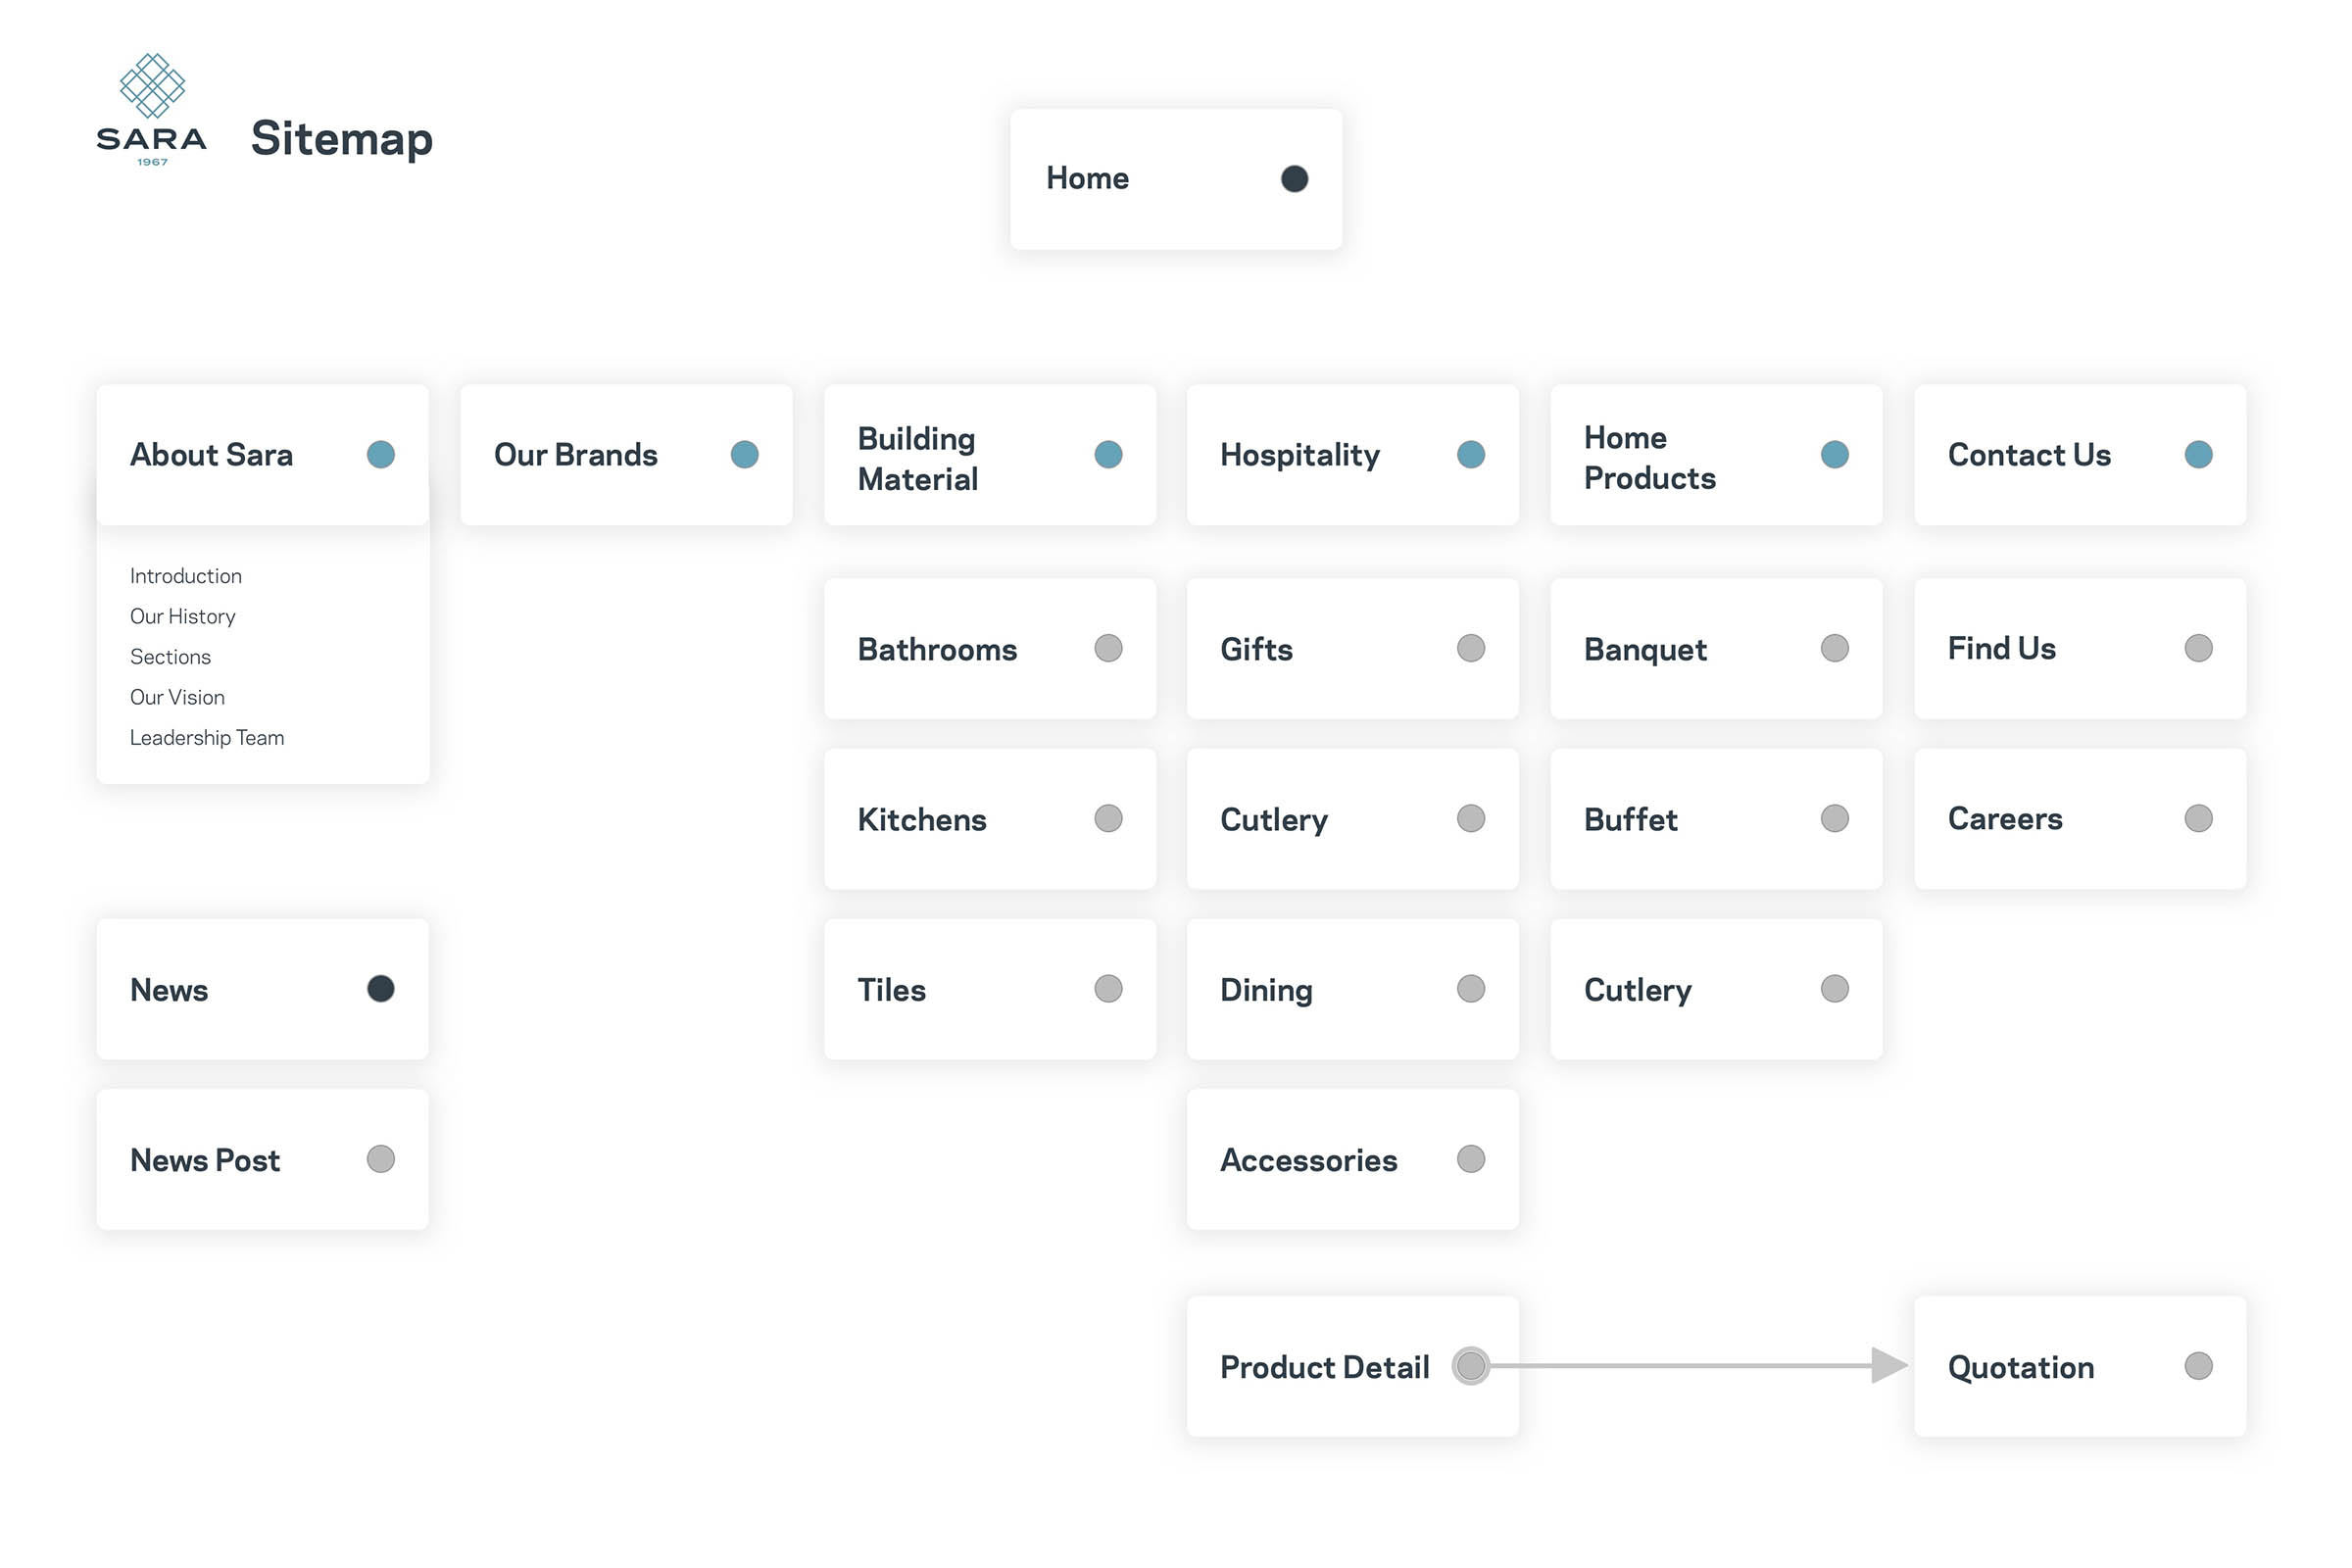 SARA
1967
Sitemap
Home
About Sara
Our Brands
Building
Material
Hospitality
Home
Products
Contact Us
Introduction
Our History
Sections
Our Vision
Leadership Team
Bathrooms
Gifts
Banquet
Find Us
Kitchens
Cutlery
Buffet
Careers
News
Tiles
Dining
Cutlery
News Post
Accessories
Product Detail
Quotation